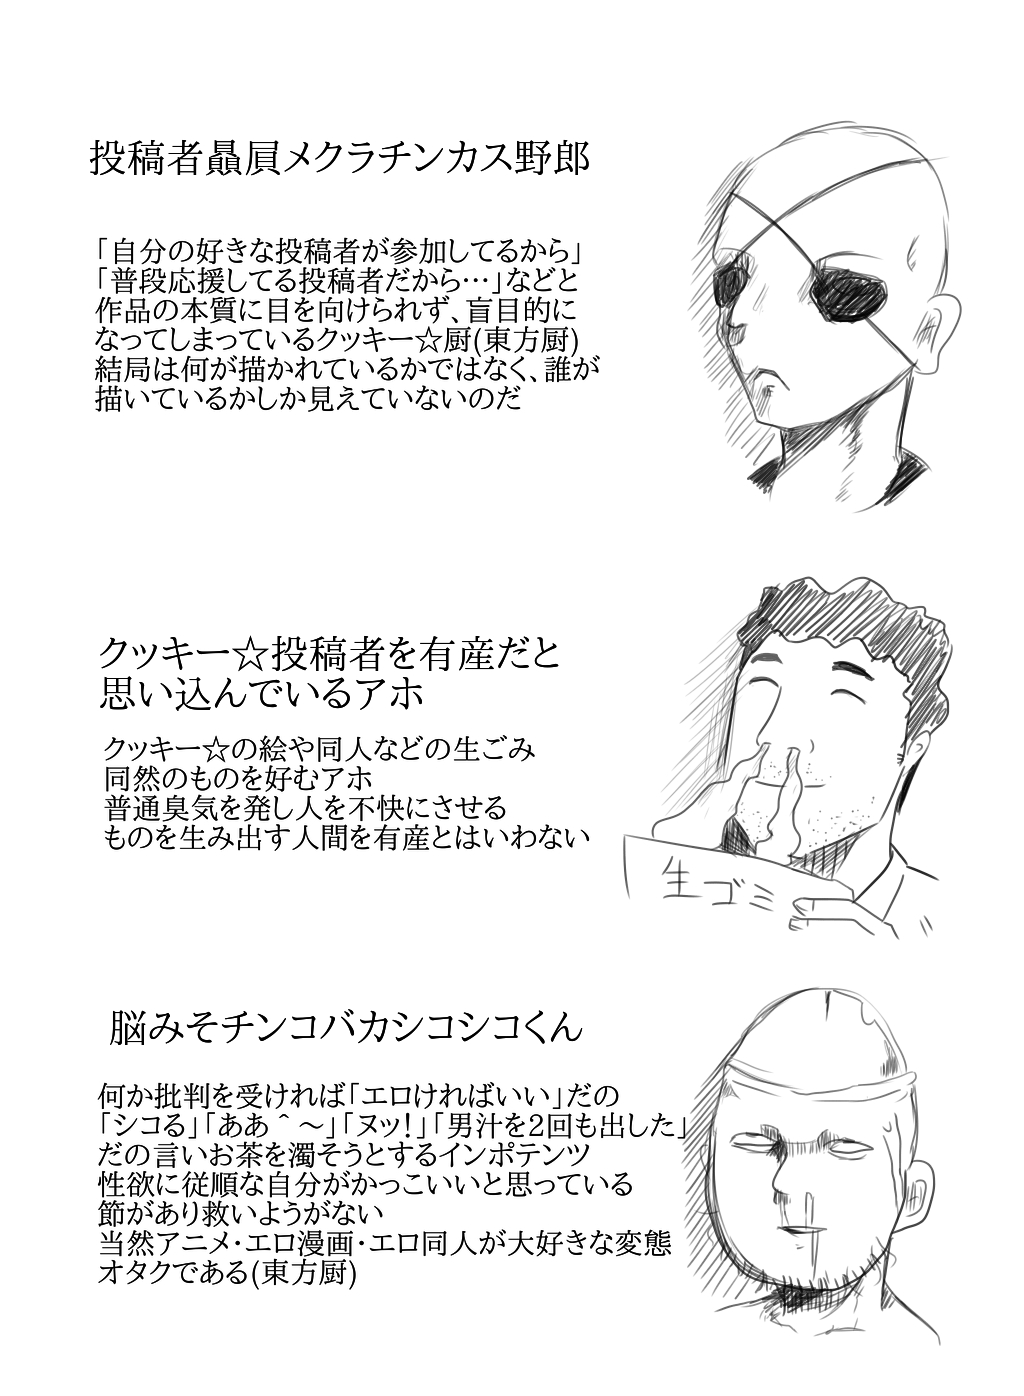 投稿者贔屓メクラチンカス野郎
「自分の好きな投稿者が参加してるから」
「普段応援してる投稿者だから…」などと
作品の本質に目を向けられず、盲目的に
なってしまっているクッキー☆厨(東方厨)
結局は何が描かれているかではなく、誰が
描いているかしか見えていないのだ
クッキー☆投稿者を有産だと
思い込んでいるアホ
クッキー☆の絵や同人などの生ごみ
同然のものを好むアホ
普通臭気を発し人を不快にさせる
ものを生み出す人間を有産とはいわない
生ゴミ
脳みそチンコバカシコシコくん
何か批判を受ければ「エロければいい」だの
「シコる」「ああ＾～」「ヌッ!」「男汁を2回も出した」
だの言いお茶を濁そうとするインポテンツ
性欲に従順な自分がかっこいいと思っている
節があり救いようがない
当然アニメ・エロ漫画・エロ同人が大好きな変態
オタクである(東方厨)